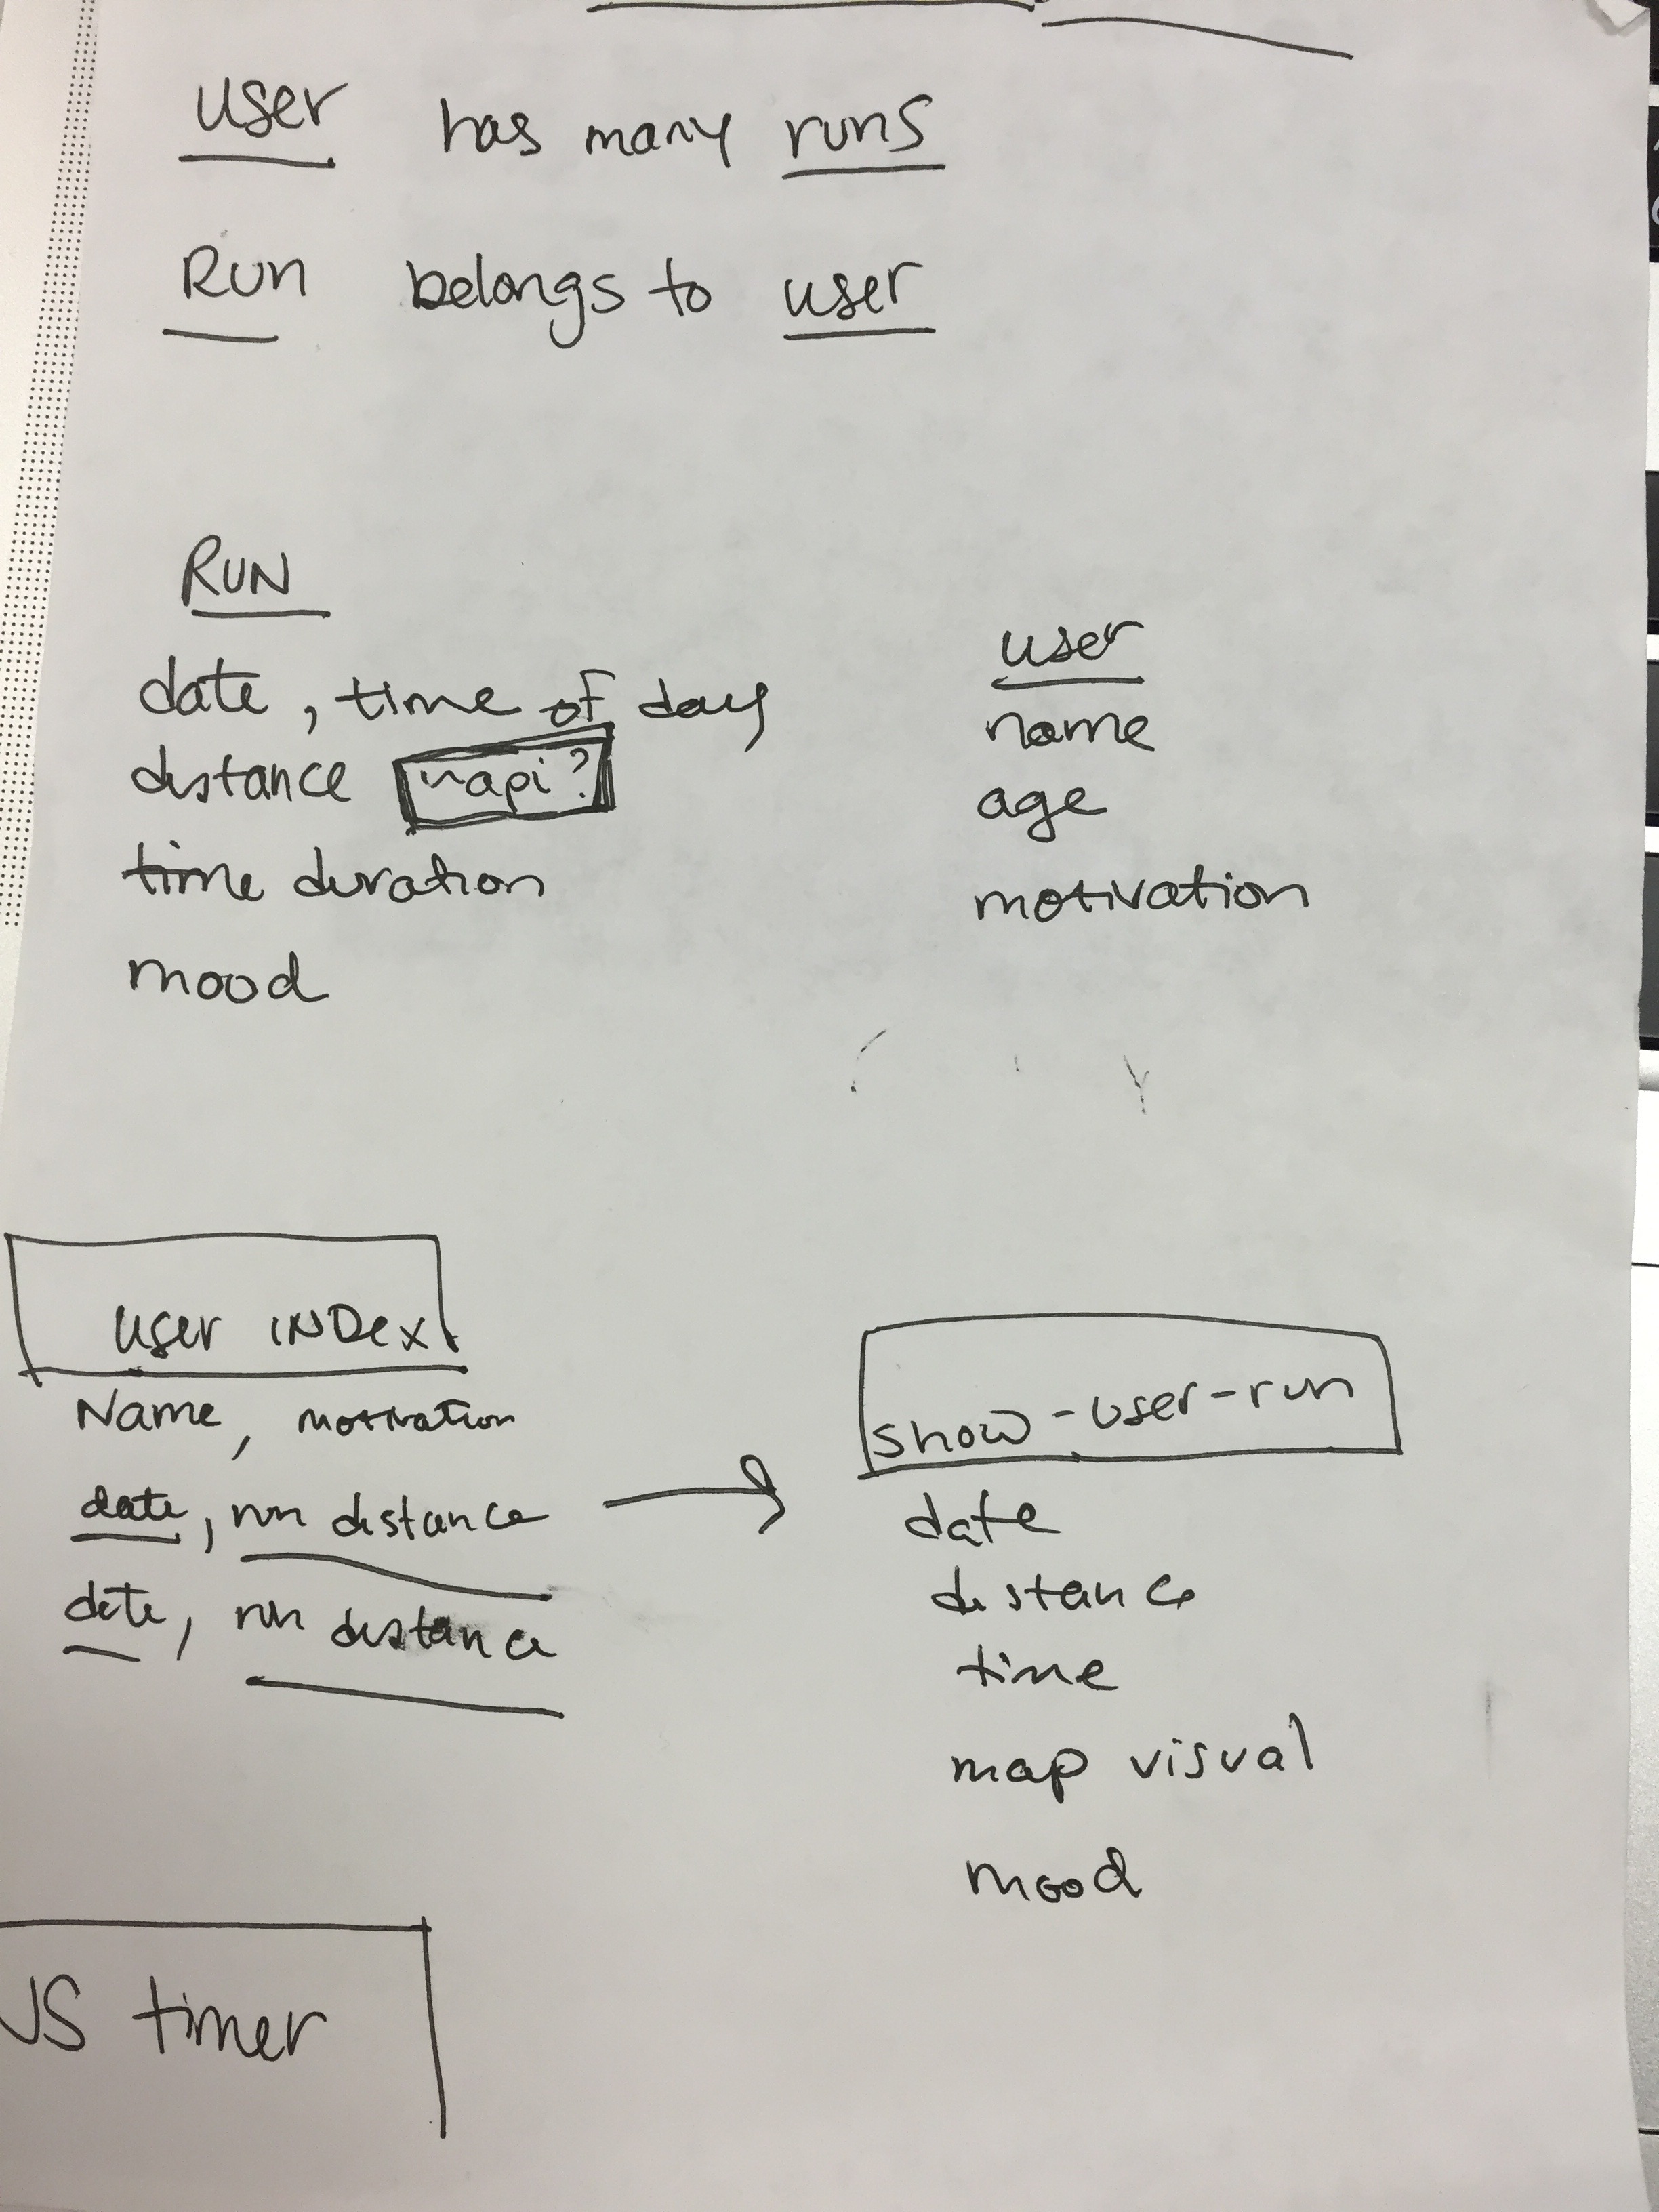 user has many runs
Run belongs to user
RUN
date, time of day
distance api?
time duration
mood
user
name
age
motivation
user INDex
Name, motivation
date, run distance
date, run distance
show-user-run
date
distance
time
map visual
mood
JS timer